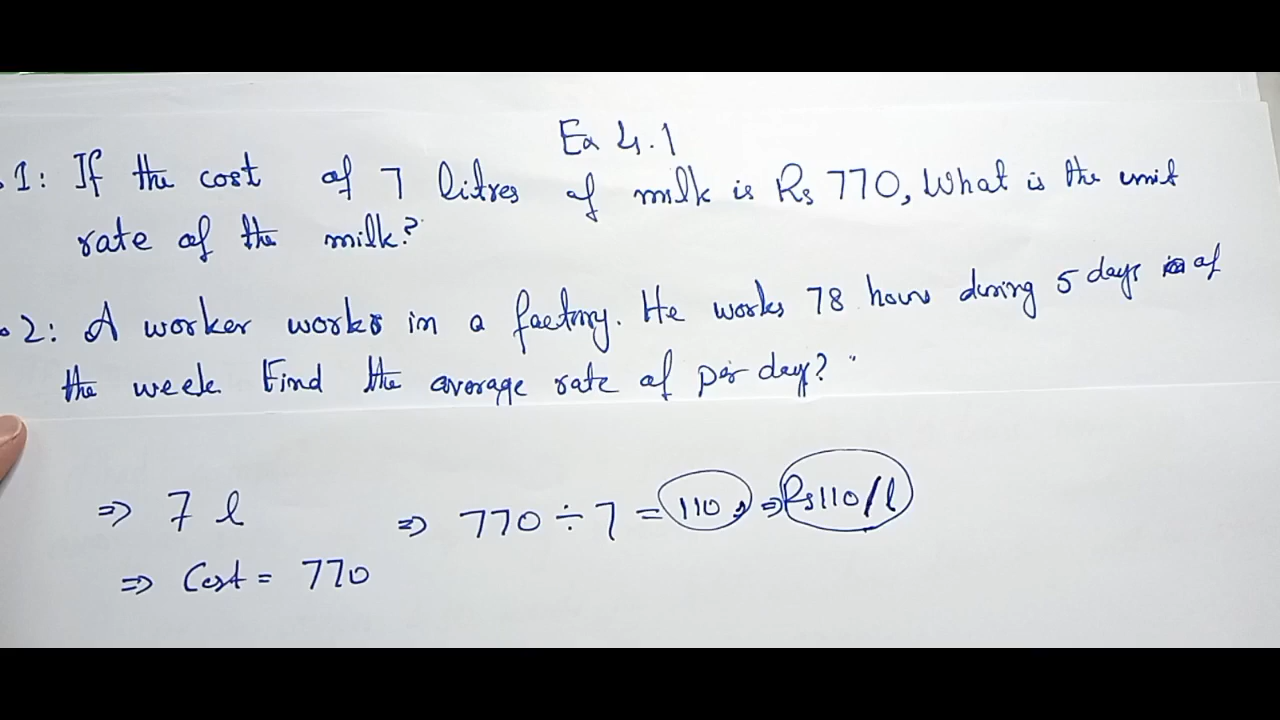 Ex 4.1
.1: If the cost of 7 litres of milk is Rs 770, What is the unit
rate of the milk?
.2: A worker works in a factory. He works 78 hours during 5 days of
the week Find the average rate of per day?
⇒ 7 l ⇒ 770 ÷ 7 = 110 ⇒ Rs110/l
⇒ Cost = 770